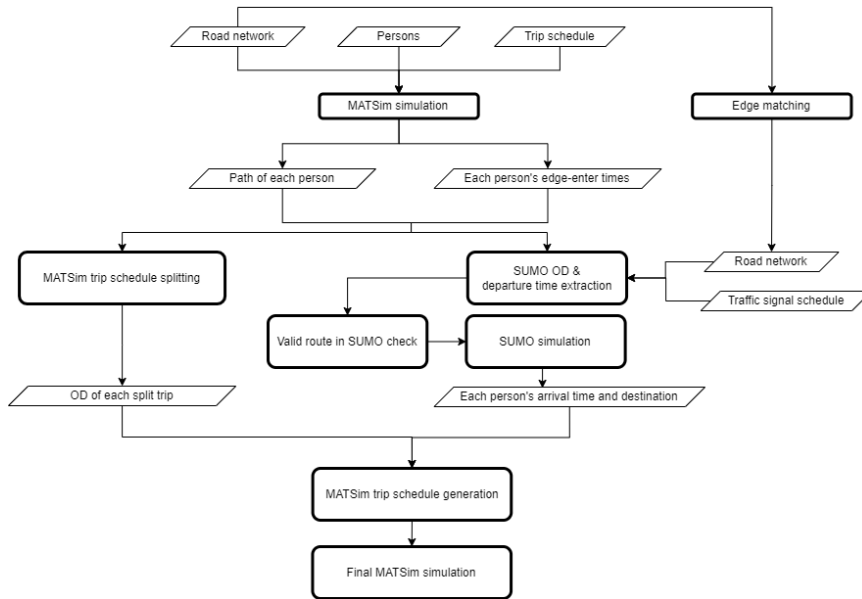 Road network
Persons
Trip schedule
MATSim simulation
Edge matching
Path of each person
Each person's edge-enter times
MATSim trip schedule splitting
SUMO OD &
departure time extraction
Road network
Traffic signal schedule
Valid route in SUMO check
SUMO simulation
OD of each split trip
Each person's arrival time and destination
MATSim trip schedule generation
Final MATSim simulation